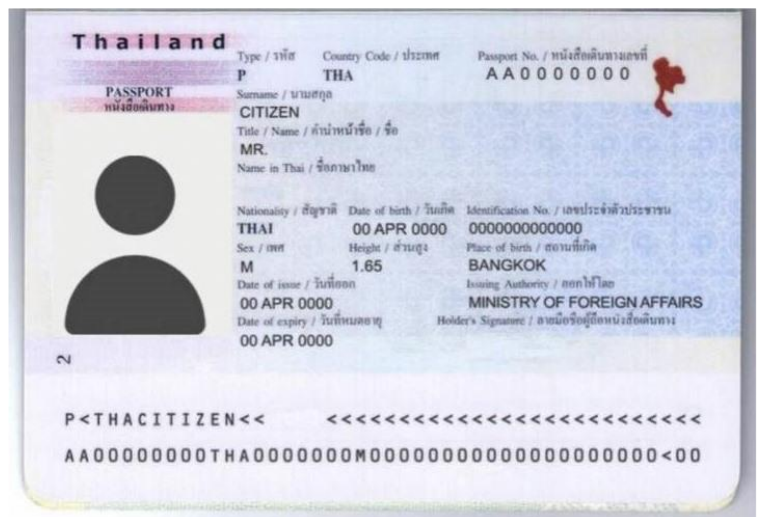 Thailand
Type / รหัส Country Code / ประเทศ Passport No. / หนังสือเดินทางเลขที่
P THA AA0000000
PASSPORT
หนังสือเดินทาง
Surname / นามสกุล
CITIZEN
Title / Name / คำนำหน้าชื่อ / ชื่อ
MR.
Name in Thai / ชื่อภาษาไทย
Nationality / สัญชาติ Date of birth / วันเกิด Identification No. / เลขประจำตัวประชาชน
THAI 00 APR 0000 0000000000000
Sex / เพศ Height / ส่วนสูง Place of birth / สถานที่เกิด
M 1.65 BANGKOK
Date of issue / วันที่ออก Issuing Authority / ออกให้โดย
00 APR 0000 MINISTRY OF FOREIGN AFFAIRS
Date of expiry / วันที่หมดอายุ Holder's Signature / ลายมือชื่อผู้ถือหนังสือเดินทาง
00 APR 0000
2
P<THACITIZEN<< <<<<<<<<<<<<<<<<<<<<<<<<<<
AA00000000THA0000000M0000000000000000000000<00